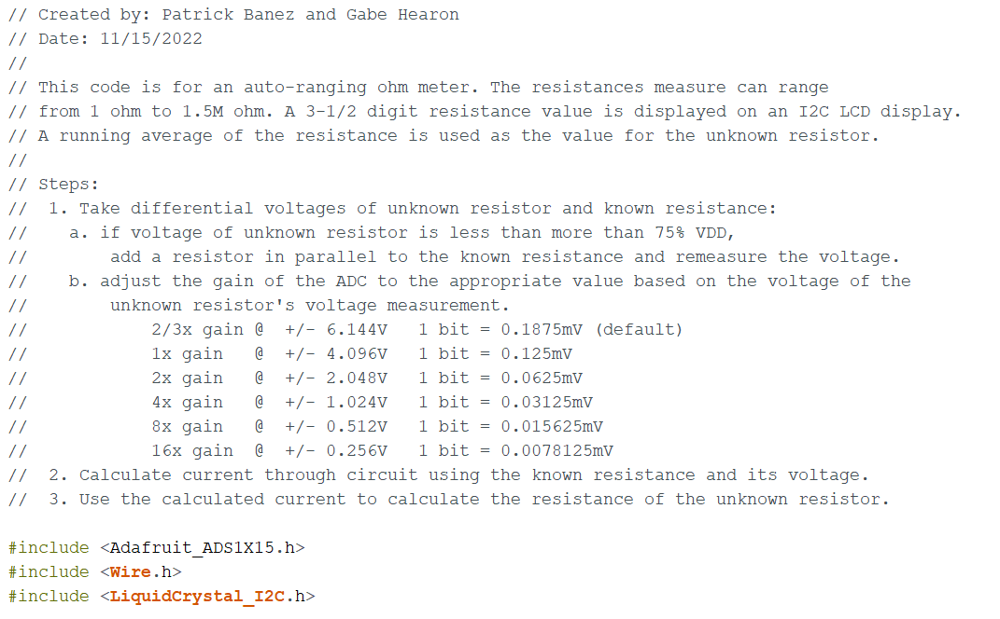 // Created by: Patrick Banez and Gabe Hearon
// Date: 11/15/2022
//
// This code is for an auto-ranging ohm meter. The resistances measure can range
// from 1 ohm to 1.5M ohm. A 3-1/2 digit resistance value is displayed on an I2C LCD display.
// A running average of the resistance is used as the value for the unknown resistor.
//
// Steps:
//  1. Take differential voltages of unknown resistor and known resistance:
//    a. if voltage of unknown resistor is less than more than 75% VDD,
//        add a resistor in parallel to the known resistance and remeasure the voltage.
//    b. adjust the gain of the ADC to the appropriate value based on the voltage of the
//        unknown resistor's voltage measurement.
//            2/3x gain @  +/- 6.144V   1 bit = 0.1875mV (default)
//            1x gain   @  +/- 4.096V   1 bit = 0.125mV
//            2x gain   @  +/- 2.048V   1 bit = 0.0625mV
//            4x gain   @  +/- 1.024V   1 bit = 0.03125mV
//            8x gain   @  +/- 0.512V   1 bit = 0.015625mV
//            16x gain  @  +/- 0.256V   1 bit = 0.0078125mV
//  2. Calculate current through circuit using the known resistance and its voltage.
//  3. Use the calculated current to calculate the resistance of the unknown resistor.

#include <Adafruit_ADS1X15.h>
#include <Wire.h>
#include <LiquidCrystal_I2C.h>